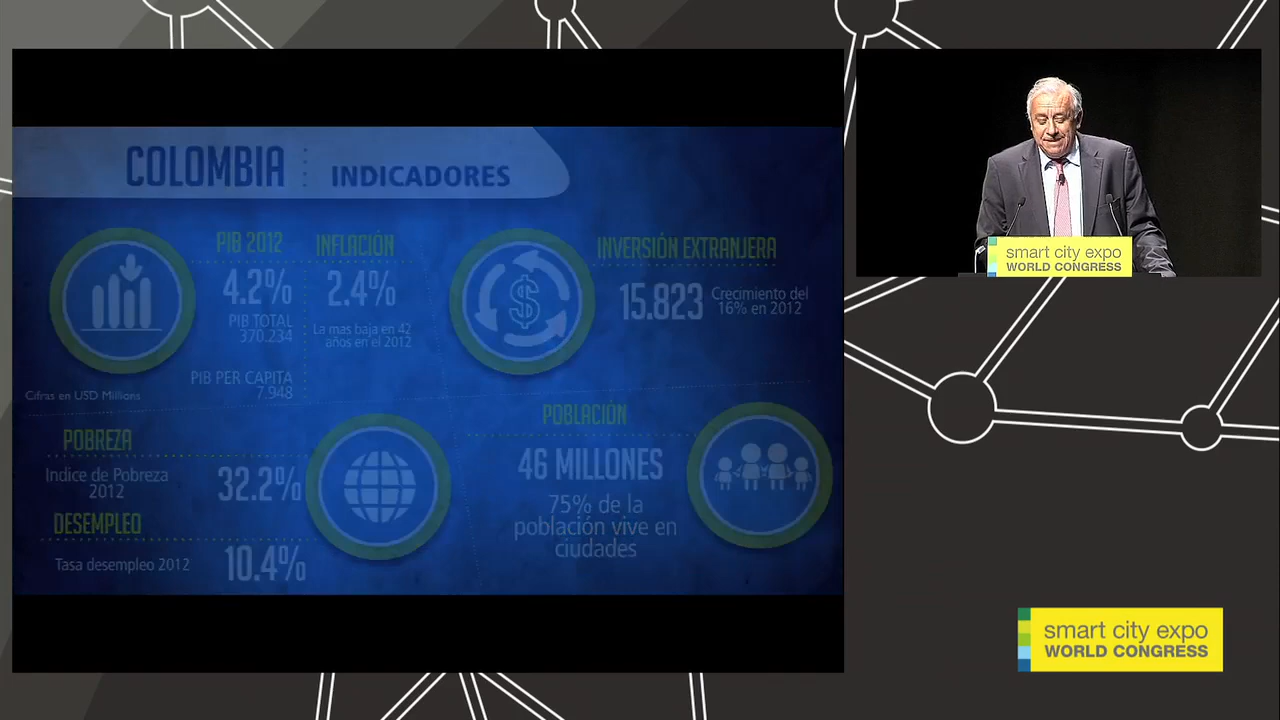 COLOMBIA INDICADORES
PIB 2012
4.2%
PIB TOTAL
370.234
PIB PER CAPITA
7.948
Cifras en USD Millions
INFLACIÓN
2.4%
La mas baja en 42
años en el 2012
INVERSIÓN EXTRANJERA
15.823
Crecimiento del
16% en 2012
POBREZA
Indice de Pobreza
2012
32.2%
DESEMPLEO
Tasa desempleo 2012
10.4%
POBLACIÓN
46 MILLONES
75% de la
población vive en
ciudades
smart city expo
WORLD CONGRESS
smart city expo
WORLD CONGRESS